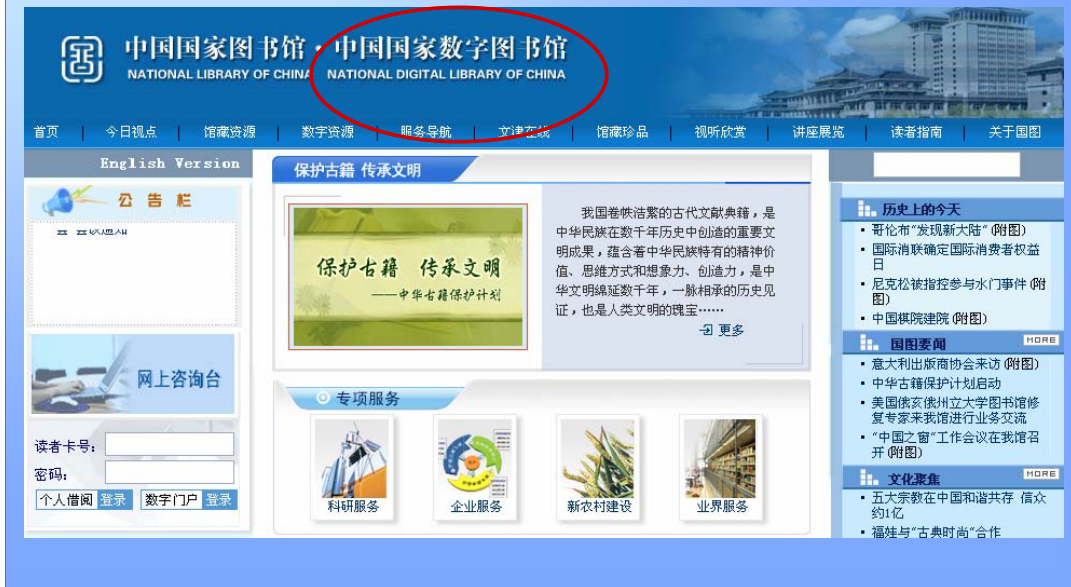 中国国家图书馆·中国国家数字图书馆
NATIONAL LIBRARY OF CHINA NATIONAL DIGITAL LIBRARY OF CHINA
首页 | 今日视点 | 馆藏资源 | 数字资源 | 服务导航 | 文津在线 | 馆藏珍品 | 视听欣赏 | 讲座展览 | 读者指南 | 关于国图
English Version
公告栏
网上咨询台
读者卡号:
密码:
个人借阅 登录 数字门户 登录
保护古籍 传承文明
保护古籍 传承文明
——中华古籍保护计划
我国卷帙浩繁的古代文献典籍，是
中华民族在数千年历史中创造的重要文
明成果，蕴含着中华民族特有的精神价
值、思维方式和想象力、创造力，是中
华文明绵延数千年，一脉相承的历史见
证，也是人类文明的瑰宝……
更多
专项服务
科研服务
企业服务
新农村建设
业界服务
历史上的今天
• 哥伦布“发现新大陆”(附图)
• 国际消联确定国际消费者权益
日
• 尼克松被指控参与水门事件(附
图)
• 中国棋院建院(附图)
国图要闻 MORE
• 意大利出版商协会来访(附图)
• 中华古籍保护计划启动
• 美国俄亥俄州立大学图书馆修
复专家来我馆进行业务交流
• “中国之窗”工作会议在我馆召
开(附图)
文化聚焦 MORE
• 五大宗教在中国和谐共存 信众
约1亿
• 福娃与“古典时尚”合作